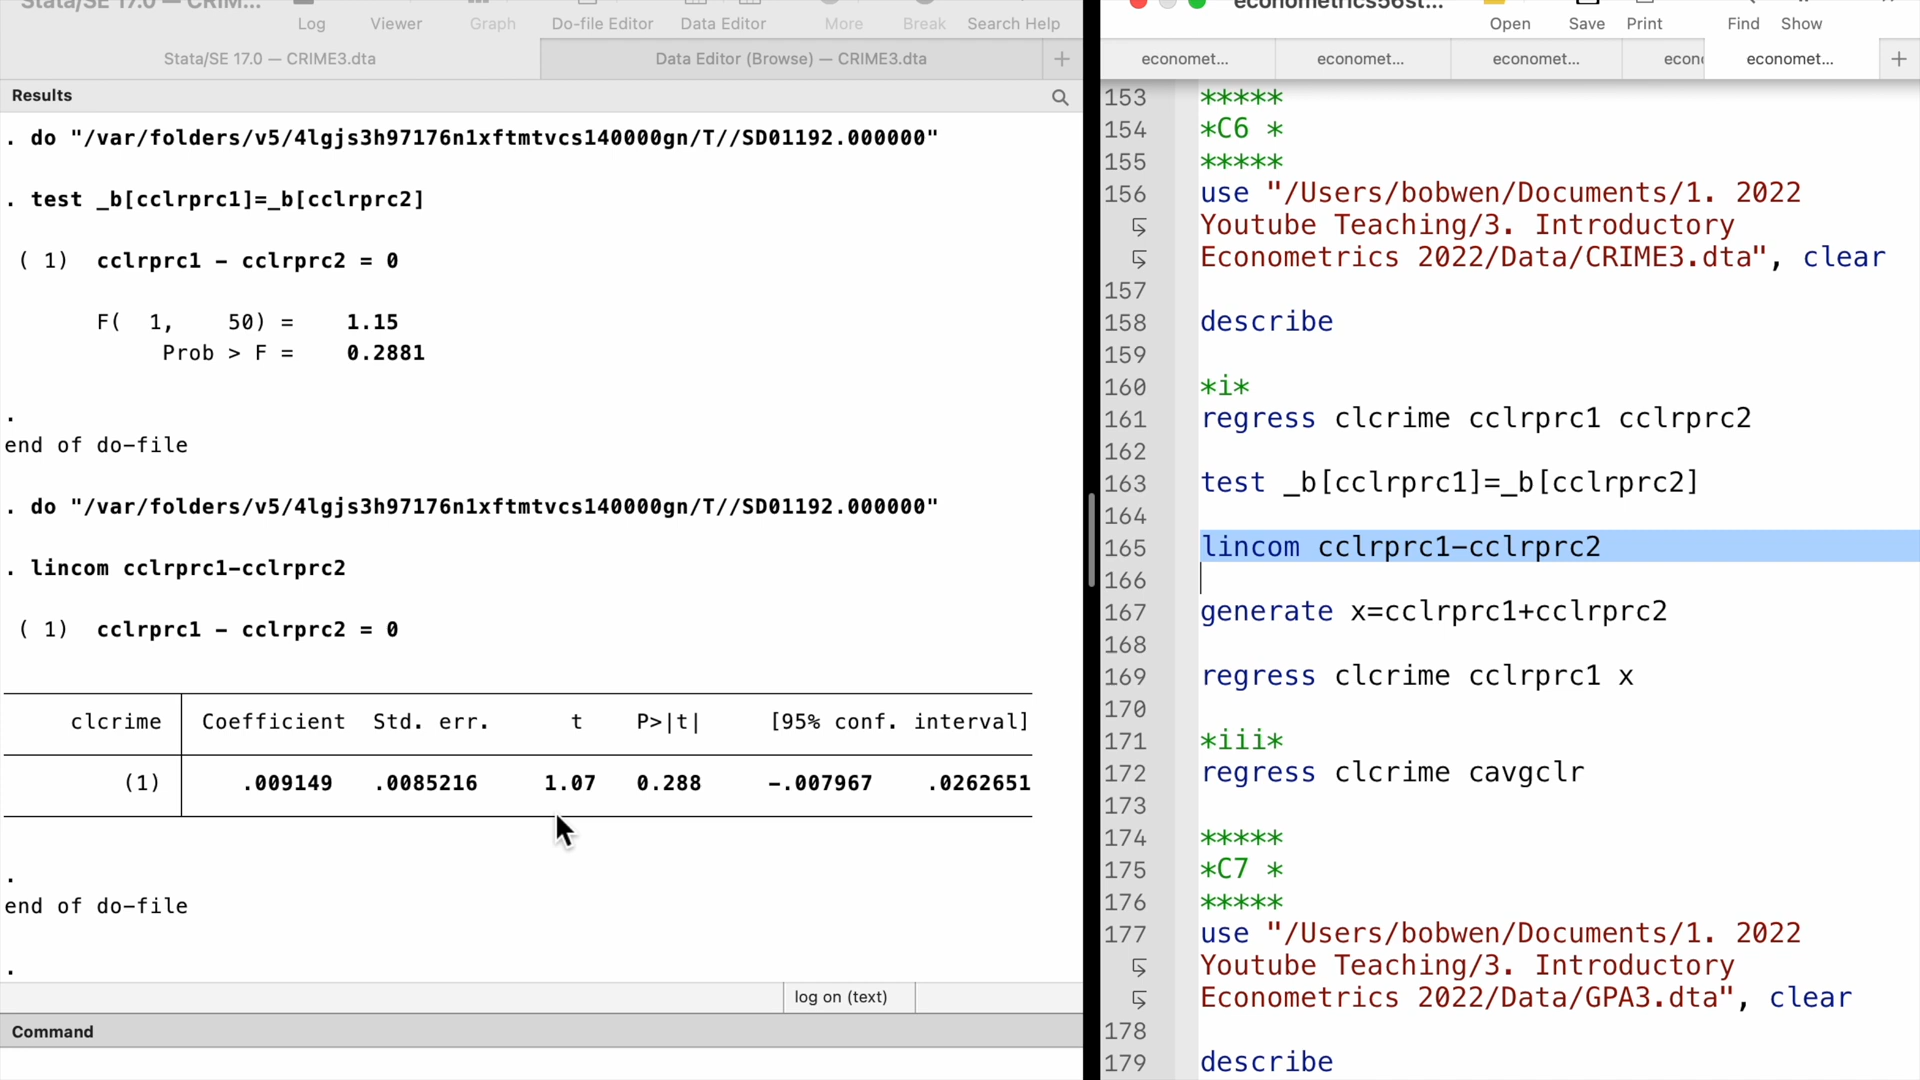 Stata/SE 17.0 — CRIM...
Log Viewer Graph Do-file Editor Data Editor More Break Search Help
Stata/SE 17.0 — CRIME3.dta
Data Editor (Browse) — CRIME3.dta
Results
. do "/var/folders/v5/4lgjs3h97176n1xftmtvcs140000gn/T//SD01192.000000"
. test _b[cclrprc1]=_b[cclrprc2]
( 1) cclrprc1 - cclrprc2 = 0
F( 1, 50) = 1.15
Prob > F = 0.2881
.
end of do-file
. do "/var/folders/v5/4lgjs3h97176n1xftmtvcs140000gn/T//SD01192.000000"
. lincom cclrprc1-cclrprc2
( 1) cclrprc1 - cclrprc2 = 0
clcrime Coefficient Std. err. t P>|t| [95% conf. interval]
(1) .009149 .0085216 1.07 0.288 -.007967 .0262651
.
end of do-file
.
log on (text)
Command
econometrics56st...
Open Save Print Find Show
economet... economet... economet... econ economet...
153 *****
154 *C6 *
155 *****
156 use "/Users/bobwen/Documents/1. 2022
Youtube Teaching/3. Introductory
Econometrics 2022/Data/CRIME3.dta", clear
157
158 describe
159
160 *i*
161 regress clcrime cclrprc1 cclrprc2
162
163 test _b[cclrprc1]=_b[cclrprc2]
164
165 lincom cclrprc1-cclrprc2
166
167 generate x=cclrprc1+cclrprc2
168
169 regress clcrime cclrprc1 x
170
171 *iii*
172 regress clcrime cavgclr
173
174 *****
175 *C7 *
176 *****
177 use "/Users/bobwen/Documents/1. 2022
Youtube Teaching/3. Introductory
Econometrics 2022/Data/GPA3.dta", clear
178
179 describe